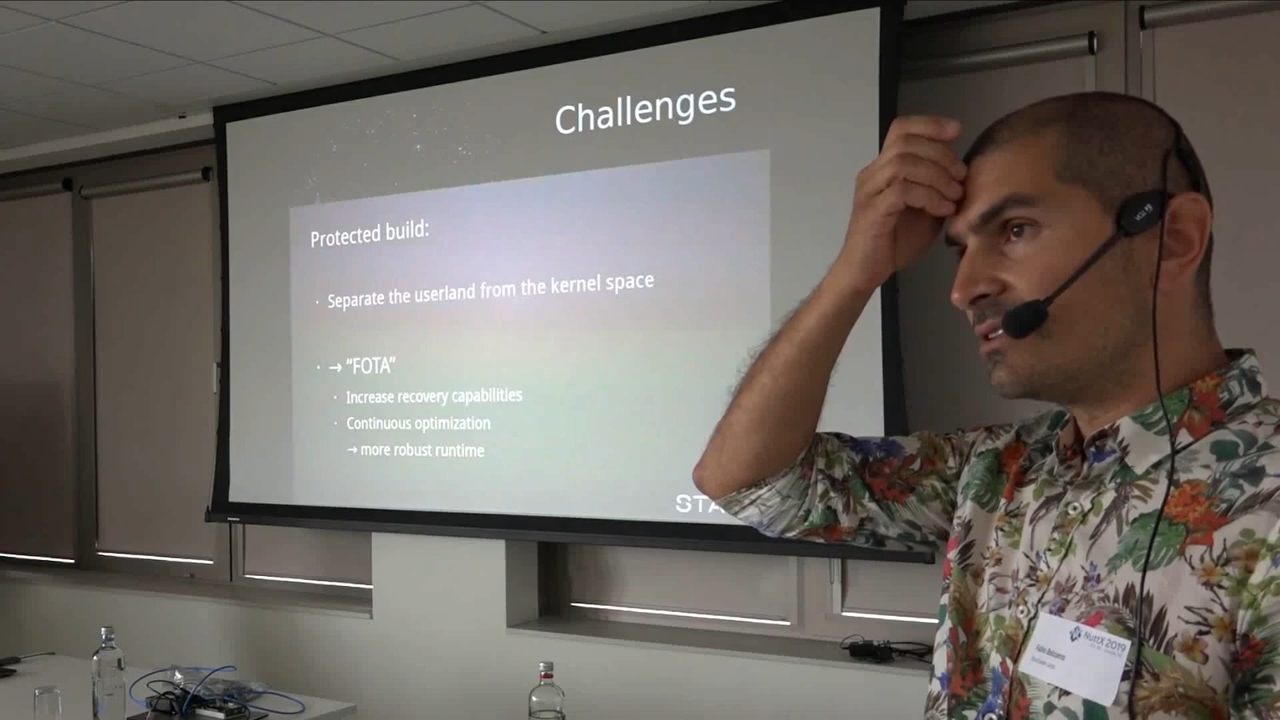 Challenges
Protected build:
· Separate the userland from the kernel space
· → “FOTA”
· Increase recovery capabilities
· Continuous optimization
→ more robust runtime
STA
NuttX 2019